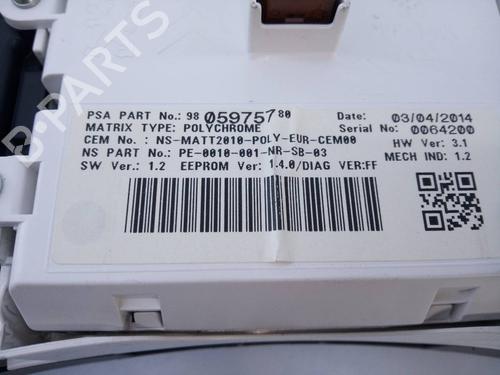 PSA PART No.: 98 059757 80 Date: 03/04/2014
MATRIX TYPE: POLYCHROME Serial No: 0064200
CEM No.: NS-MATT2010-POLY-EUR-CEM00 HW Ver: 3.1
NS PART No.: PE-0010-001-NR-SB-03 MECH IND: 1.2
SW Ver.: 1.2 EEPROM Ver: 1.4.0/DIAG VER:FF